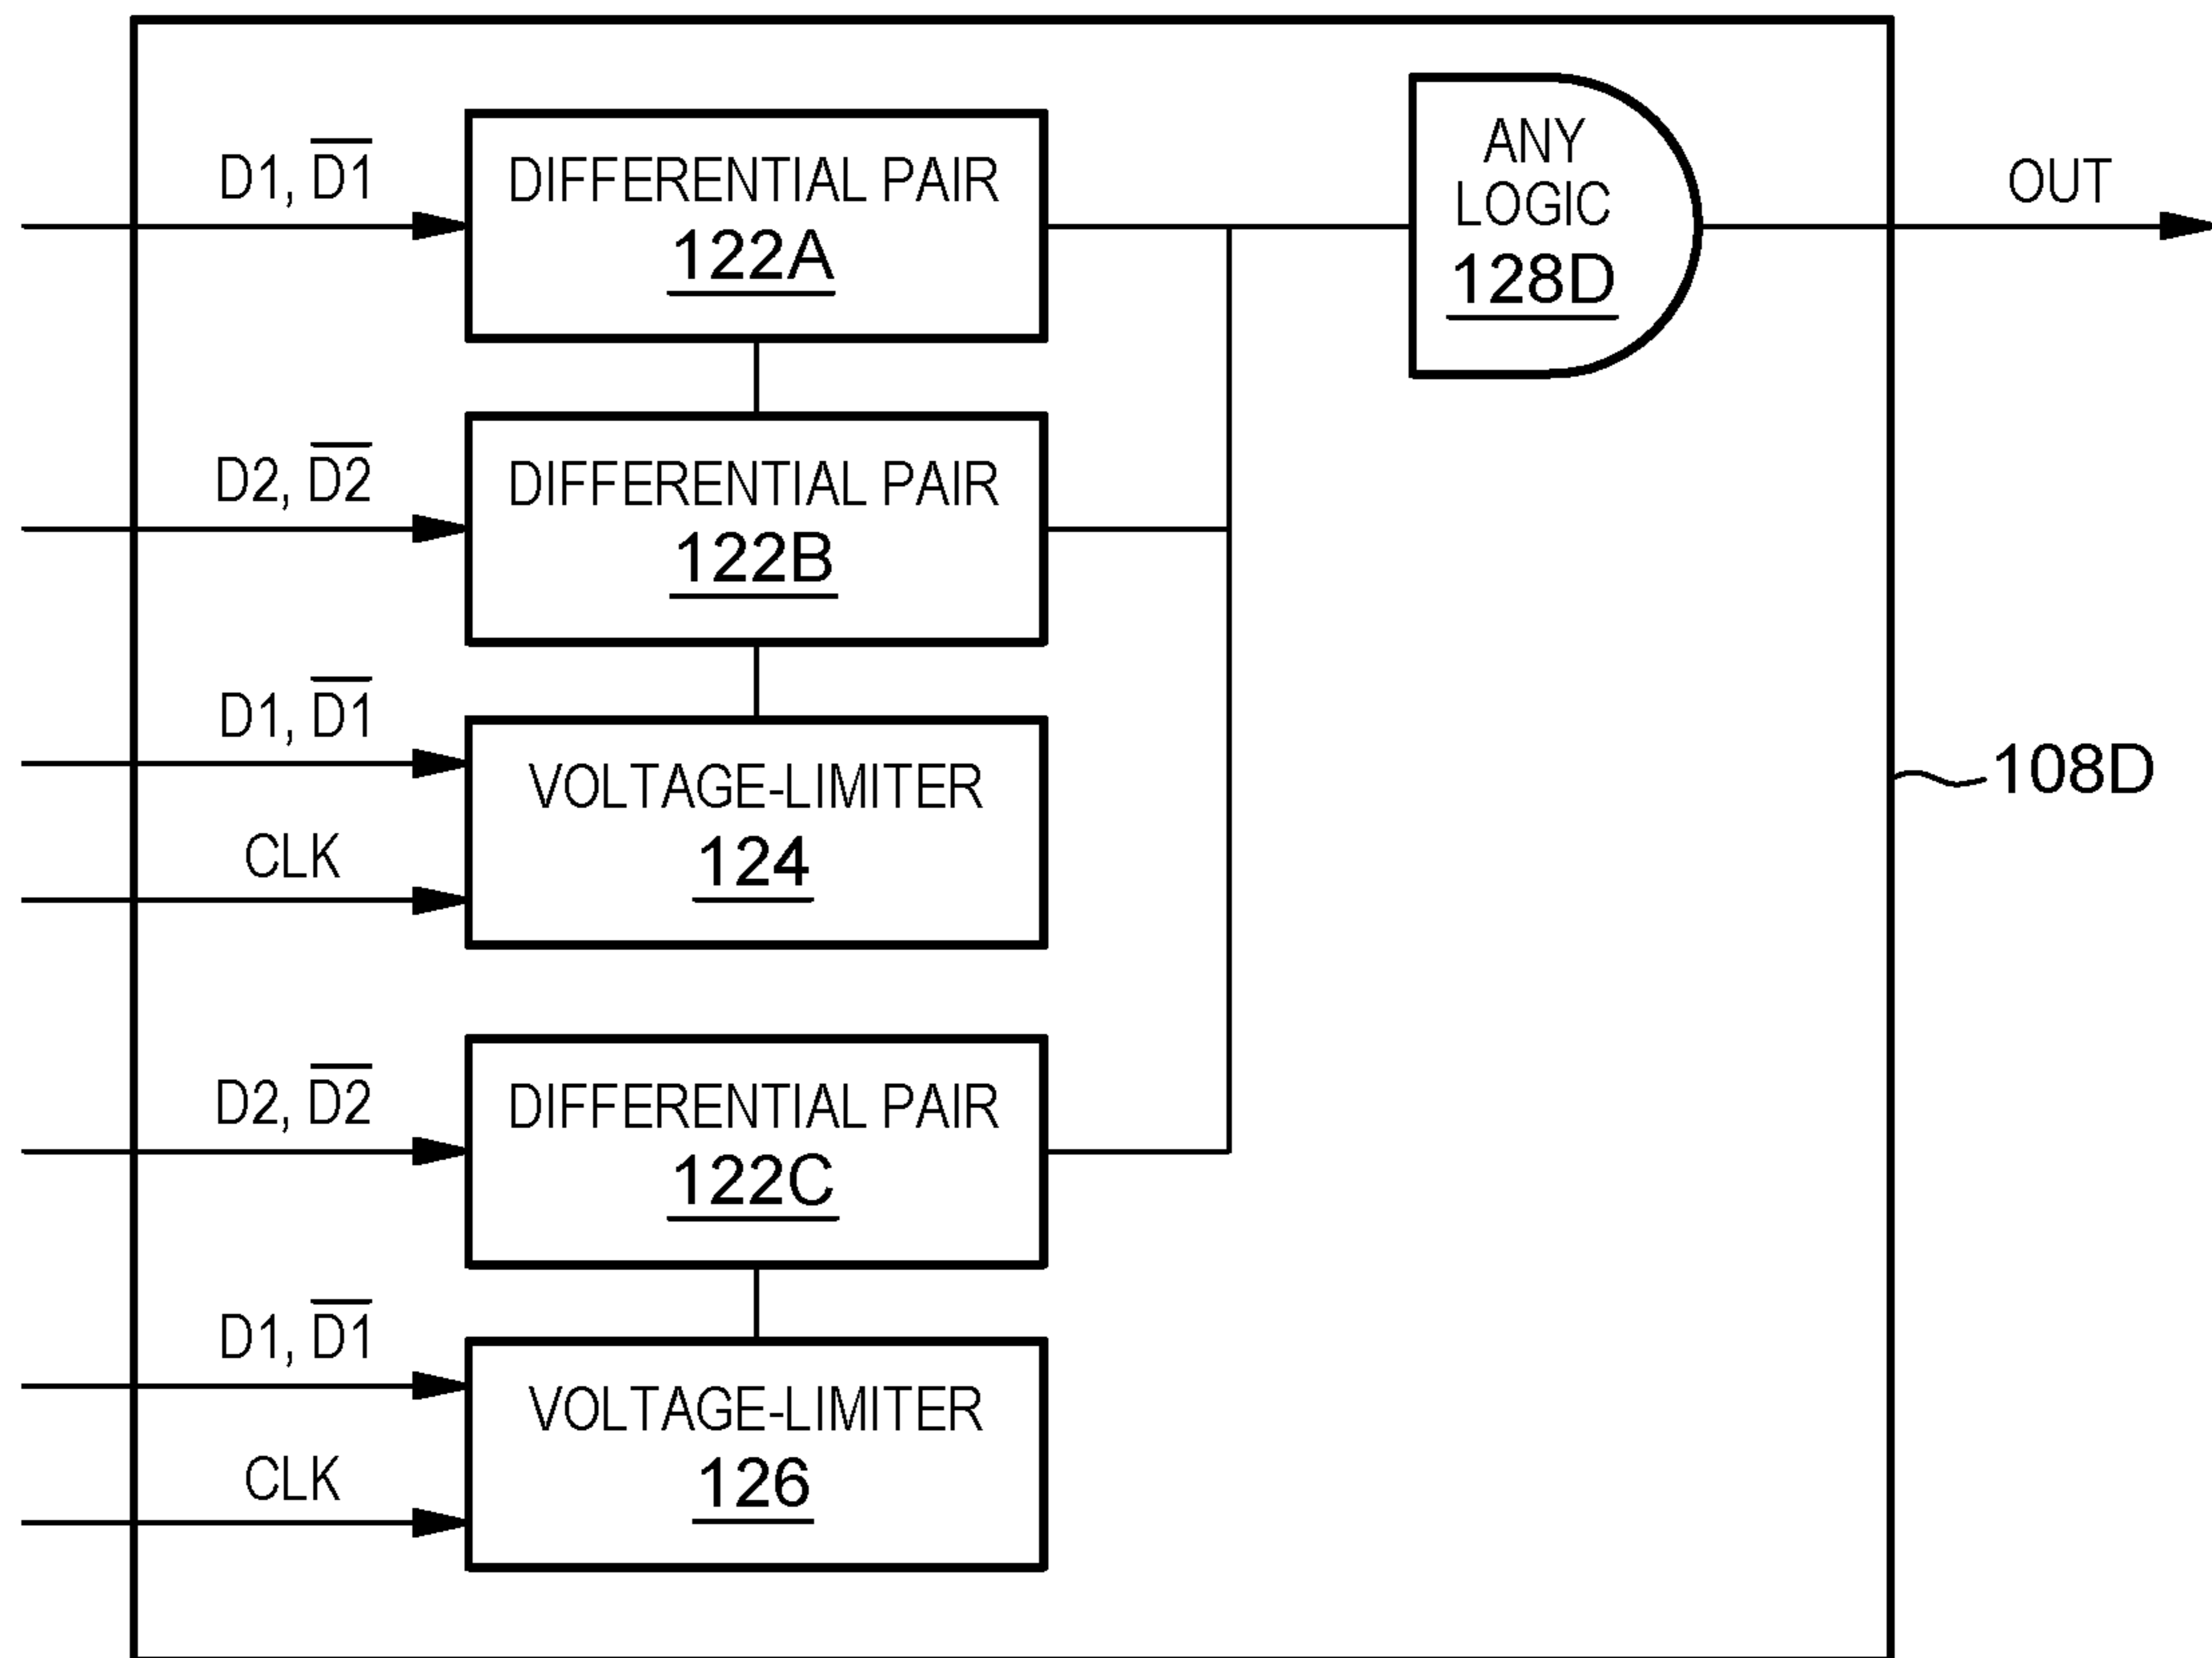 D1, D̅1̅
DIFFERENTIAL PAIR
122A
ANY
LOGIC
128D
OUT
D2, D̅2̅
DIFFERENTIAL PAIR
122B
D1, D̅1̅
CLK
VOLTAGE-LIMITER
124
108D
D2, D̅2̅
DIFFERENTIAL PAIR
122C
D1, D̅1̅
CLK
VOLTAGE-LIMITER
126